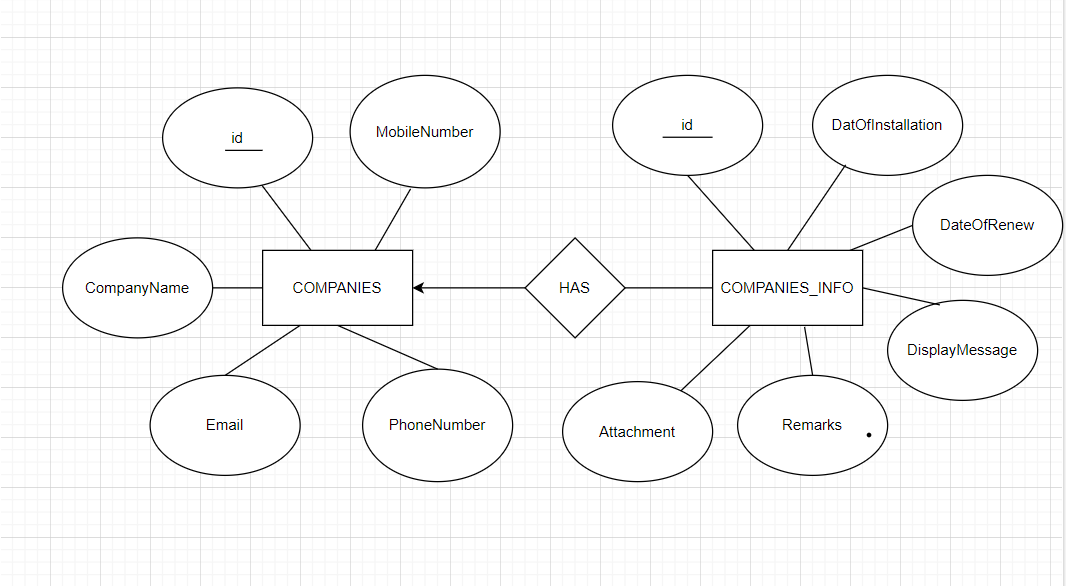 id
MobileNumber
id
DatOfInstallation
DateOfRenew
CompanyName
COMPANIES
HAS
COMPANIES_INFO
DisplayMessage
Email
PhoneNumber
Attachment
Remarks